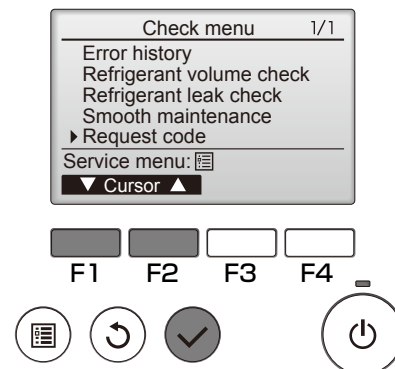 Check menu 1/1
Error history
Refrigerant volume check
Refrigerant leak check
Smooth maintenance
Request code
Service menu:
▼ Cursor ▲
F1 F2 F3 F4